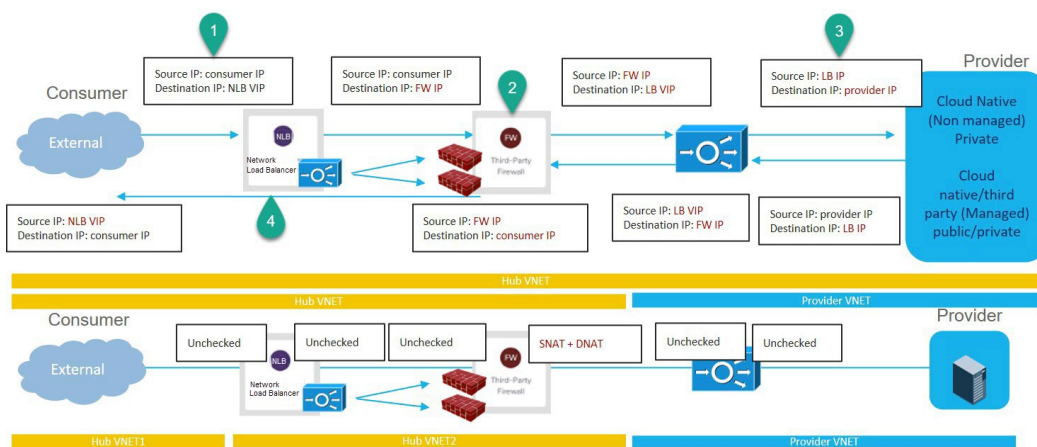 1
3
Source IP: consumer IP
Destination IP: NLB VIP
Source IP: consumer IP
Destination IP: FW IP
2
Source IP: FW IP
Destination IP: LB VIP
Source IP: LB IP
Destination IP: provider IP
Provider
Consumer
External
NLB
Network
Load Balancer
FW
Third-Party
Firewall
Cloud Native
(Non managed)
Private
Cloud
native/third
party (Managed)
public/private
4
Source IP: NLB VIP
Destination IP: consumer IP
Source IP: FW IP
Destination IP: consumer IP
Source IP: LB VIP
Destination IP: FW IP
Source IP: provider IP
Destination IP: LB IP
Hub VNET
Hub VNET
Provider VNET
Consumer
Provider
External
Unchecked
Unchecked
Unchecked
SNAT + DNAT
Unchecked
Unchecked
NLB
Network
Load Balancer
FW
Third-Party
Firewall
Hub VNET1
Hub VNET2
Provider VNET